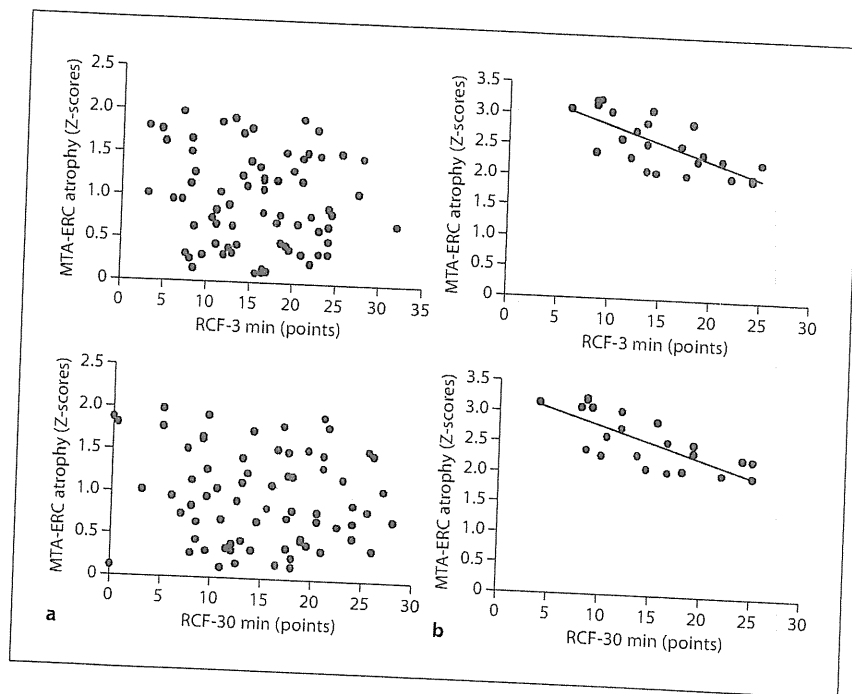 2.5
2.0
1.5
1.0
0.5
0
MTA-ERC atrophy (Z-scores)
0 5 10 15 20 25 30 35
RCF-3 min (points)
3.5
3.0
2.5
2.0
1.5
1.0
0.5
0
MTA-ERC atrophy (Z-scores)
0 5 10 15 20 25 30
RCF-3 min (points)
2.5
2.0
1.5
1.0
0.5
0
MTA-ERC atrophy (Z-scores)
0 5 10 15 20 25 30
RCF-30 min (points)
a
3.5
3.0
2.5
2.0
1.5
1.0
0.5
0
MTA-ERC atrophy (Z-scores)
0 5 10 15 20 25 30
RCF-30 min (points)
b